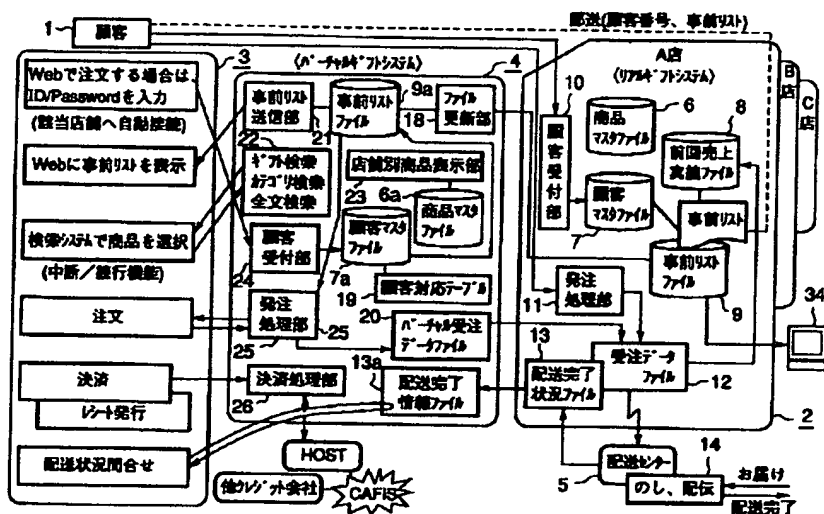 郵送(顧客番号、事前リスト)
1
顧客
3
Webで注文する場合は、
ID/Passwordを入力
(該当店舗へ自動接続)
Webに事前リストを表示
検索システムで商品を選択
(中断/続行機能)
注文
決済
レシート発行
配送状況問合せ
〈バーチャルギフトシステム〉
4
事前リスト
送信部
21
事前リスト
ファイル
9a
18
ファイル
更新部
22
ギフト検索
カテゴリ検索
全文検索
店舗別商品表示部
23
6a
商品マスタ
ファイル
顧客
受付部
24
顧客マスタ
ファイル
7a
19
顧客対応テーブル
発注
処理部
25
25
20
バーチャル受注
データファイル
決済処理部
26
13a
配送完了
情報ファイル
HOST
他クレジット会社
CAFIS
A店
〈リアルギフトシステム〉
B店
C店
10
顧客受付部
6
商品
マスタファイル
8
前回売上
実績ファイル
顧客
マスタファイル
7
事前リスト
事前リスト
ファイル
9
発注
処理部
11
34
13
配送完了
状況ファイル
受注データ
ファイル
12
2
配送センター
5
14
のし、配伝
お届け
配送完了